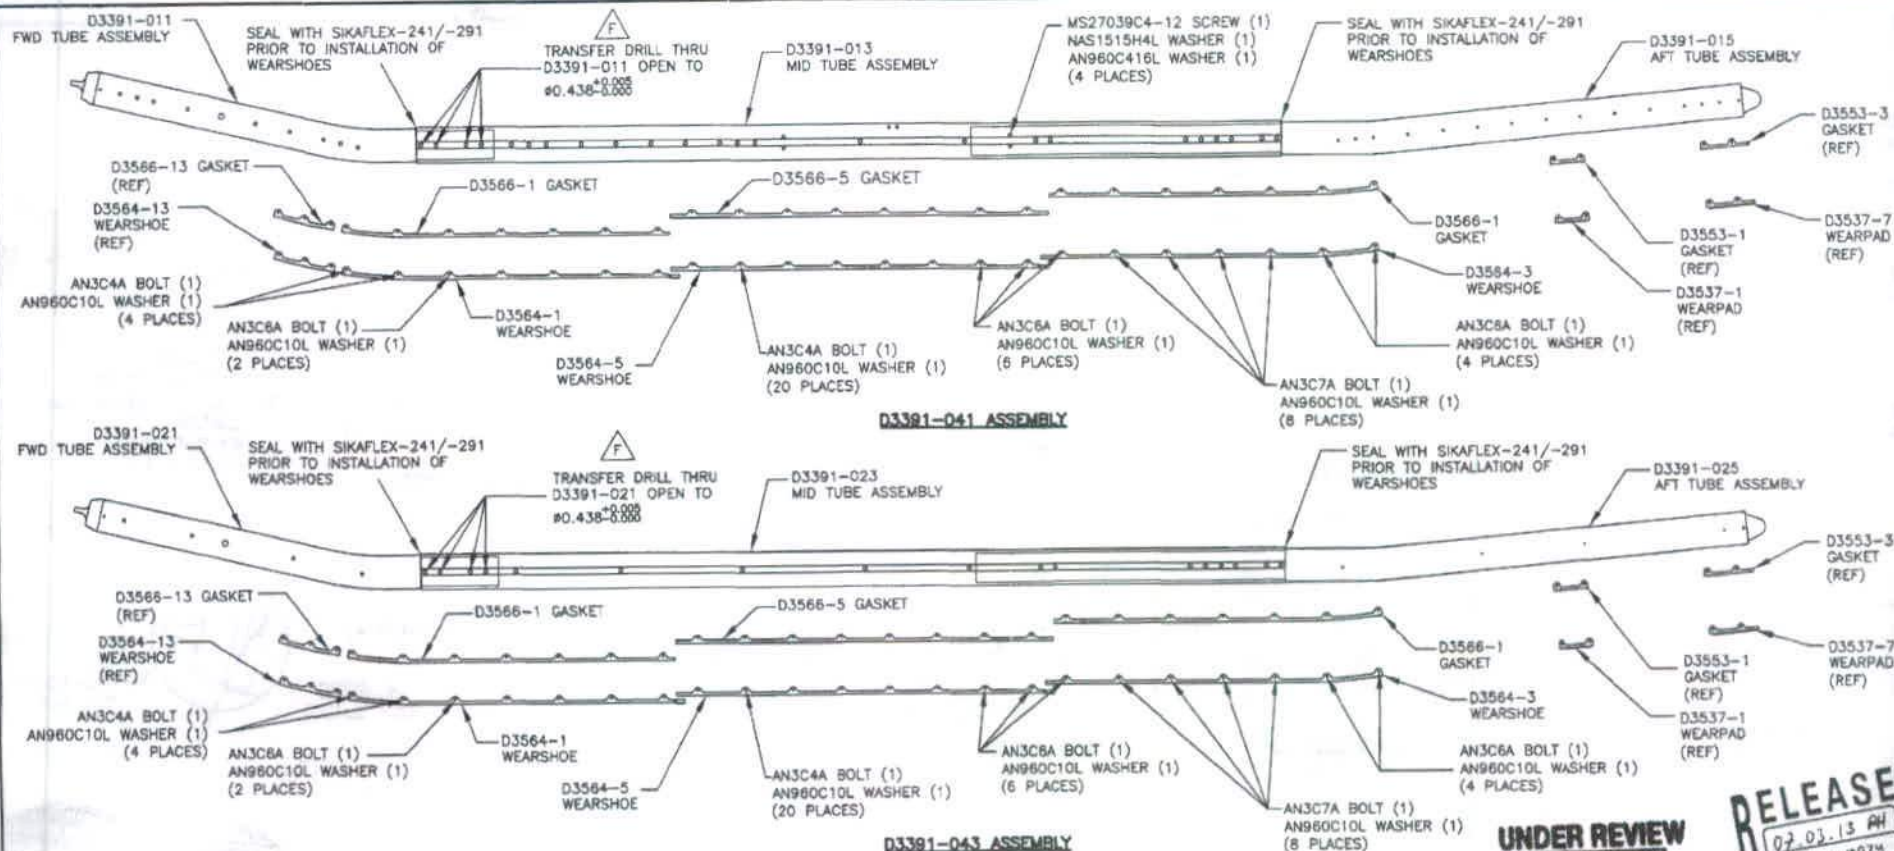 D3391-011
FWD TUBE ASSEMBLY
SEAL WITH SIKAFLEX-241/-291
PRIOR TO INSTALLATION OF
WEARSHOES
F
TRANSFER DRILL THRU
D3391-011 OPEN TO
ø0.438+0.005-0.000
D3391-013
MID TUBE ASSEMBLY
MS27039C4-12 SCREW (1)
NAS1515H4L WASHER (1)
AN960C416L WASHER (1)
(4 PLACES)
SEAL WITH SIKAFLEX-241/-291
PRIOR TO INSTALLATION OF
WEARSHOES
D3391-015
AFT TUBE ASSEMBLY
D3553-3
GASKET
(REF)
D3566-13 GASKET
(REF)
D3566-1 GASKET
D3566-5 GASKET
D3564-13
WEARSHOE
(REF)
D3566-1
GASKET
D3553-1
GASKET
(REF)
D3537-7
WEARPAD
(REF)
AN3C4A BOLT (1)
AN960C10L WASHER (1)
(4 PLACES)
AN3C6A BOLT (1)
AN960C10L WASHER (1)
(2 PLACES)
D3564-1
WEARSHOE
D3564-5
WEARSHOE
AN3C4A BOLT (1)
AN960C10L WASHER (1)
(20 PLACES)
AN3C6A BOLT (1)
AN960C10L WASHER (1)
(6 PLACES)
D3564-3
WEARSHOE
D3537-1
WEARPAD
(REF)
AN3C6A BOLT (1)
AN960C10L WASHER (1)
(4 PLACES)
AN3C7A BOLT (1)
AN960C10L WASHER (1)
(8 PLACES)
D3391-041 ASSEMBLY
D3391-021
FWD TUBE ASSEMBLY
SEAL WITH SIKAFLEX-241/-291
PRIOR TO INSTALLATION OF
WEARSHOES
F
TRANSFER DRILL THRU
D3391-021 OPEN TO
ø0.438+0.005-0.000
D3391-023
MID TUBE ASSEMBLY
SEAL WITH SIKAFLEX-241/-291
PRIOR TO INSTALLATION OF
WEARSHOES
D3391-025
AFT TUBE ASSEMBLY
D3553-3
GASKET
(REF)
D3566-13 GASKET
(REF)
D3566-1 GASKET
D3566-5 GASKET
D3564-13
WEARSHOE
(REF)
D3566-1
GASKET
D3553-1
GASKET
(REF)
D3537-7
WEARPAD
(REF)
AN3C4A BOLT (1)
AN960C10L WASHER (1)
(4 PLACES)
AN3C6A BOLT (1)
AN960C10L WASHER (1)
(2 PLACES)
D3564-1
WEARSHOE
D3564-5
WEARSHOE
AN3C4A BOLT (1)
AN960C10L WASHER (1)
(20 PLACES)
AN3C6A BOLT (1)
AN960C10L WASHER (1)
(6 PLACES)
D3564-3
WEARSHOE
D3537-1
WEARPAD
(REF)
AN3C6A BOLT (1)
AN960C10L WASHER (1)
(4 PLACES)
AN3C7A BOLT (1)
AN960C10L WASHER (1)
(8 PLACES)
D3391-043 ASSEMBLY
UNDER REVIEW
RELEASE
07.03.13